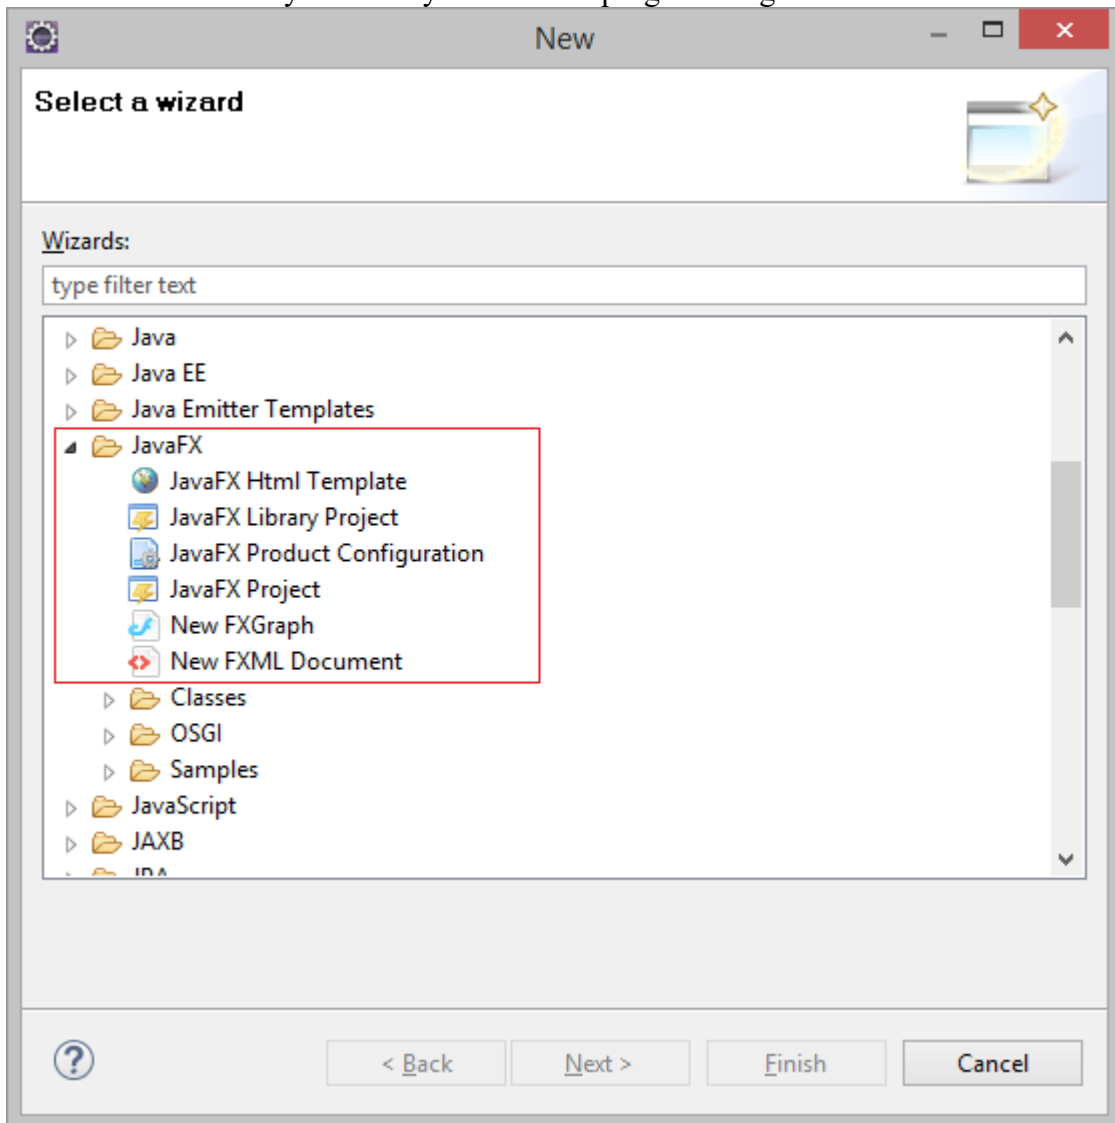 New
Select a wizard
Wizards:
type filter text
Java
Java EE
Java Emitter Templates
JavaFX
JavaFX Html Template
JavaFX Library Project
JavaFX Product Configuration
JavaFX Project
New FXGraph
New FXML Document
Classes
OSGI
Samples
JavaScript
JAXB
< Back Next > Finish Cancel